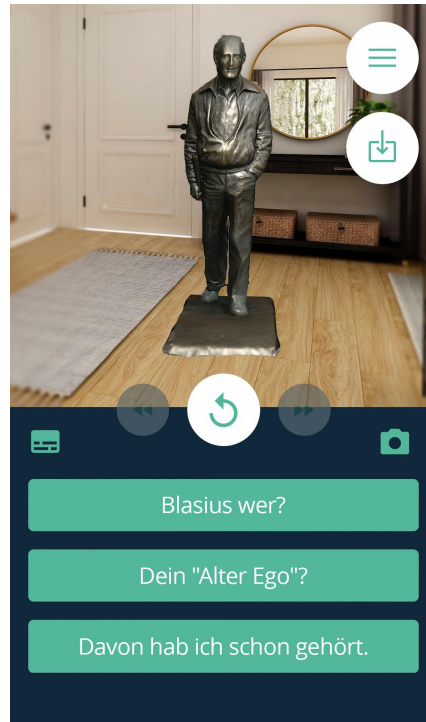 Blasius wer?
Dein "Alter Ego"?
Davon hab ich schon gehört.